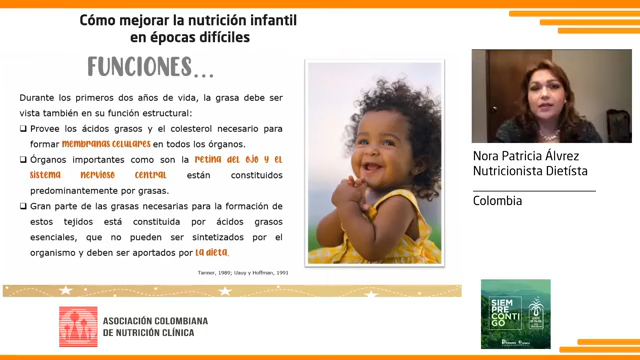 Cómo mejorar la nutrición infantil
en épocas difíciles
FUNCIONES...
Durante los primeros dos años de vida, la grasa debe ser
vista también en su función estructural:
❑ Provee los ácidos grasos y el colesterol necesario para
formar membranas celulares en todos los órganos.
❑ Órganos importantes como son la retina del ojo y el
sistema nervioso central están constituidos
predominantemente por grasas.
❑ Gran parte de las grasas necesarias para la formación de
estos tejidos está constituida por ácidos grasos
esenciales, que no pueden ser sintetizados por el
organismo y deben ser aportados por la dieta.
Tanner, 1989; Uauy y Hoffman, 1991
Nora Patricia Álvrez
Nutricionista Dietísta
Colombia
ASOCIACIÓN COLOMBIANA
DE NUTRICIÓN CLÍNICA
SIEM
PRE
CONTI
GO